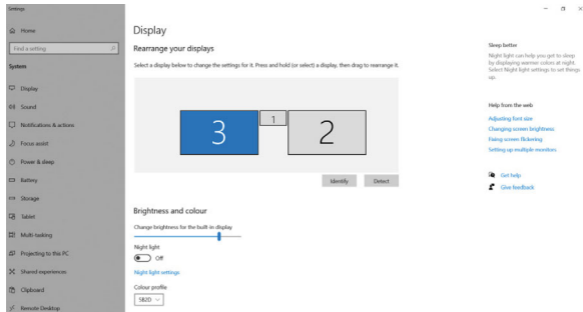 Settings
Home
Find a setting
System
Display
Sound
Notifications & actions
Focus assist
Power & sleep
Battery
Storage
Tablet
Multi-tasking
Projecting to this PC
Shared experiences
Clipboard
Remote Desktop
Display
Rearrange your displays
Select a display below to change the settings for it. Press and hold (or select) a display, then drag to rearrange it.
3
1
2
Identify
Detect
Brightness and colour
Change brightness for the built-in display
Night light
Off
Night light settings
Colour profile
Sleep better
Night light can help you get to sleep
by displaying warmer colors at night.
Select Night light settings to set things
up.
Help from the web
Adjusting font size
Changing screen brightness
Fixing screen flickering
Setting up multiple monitors
Get help
Give feedback